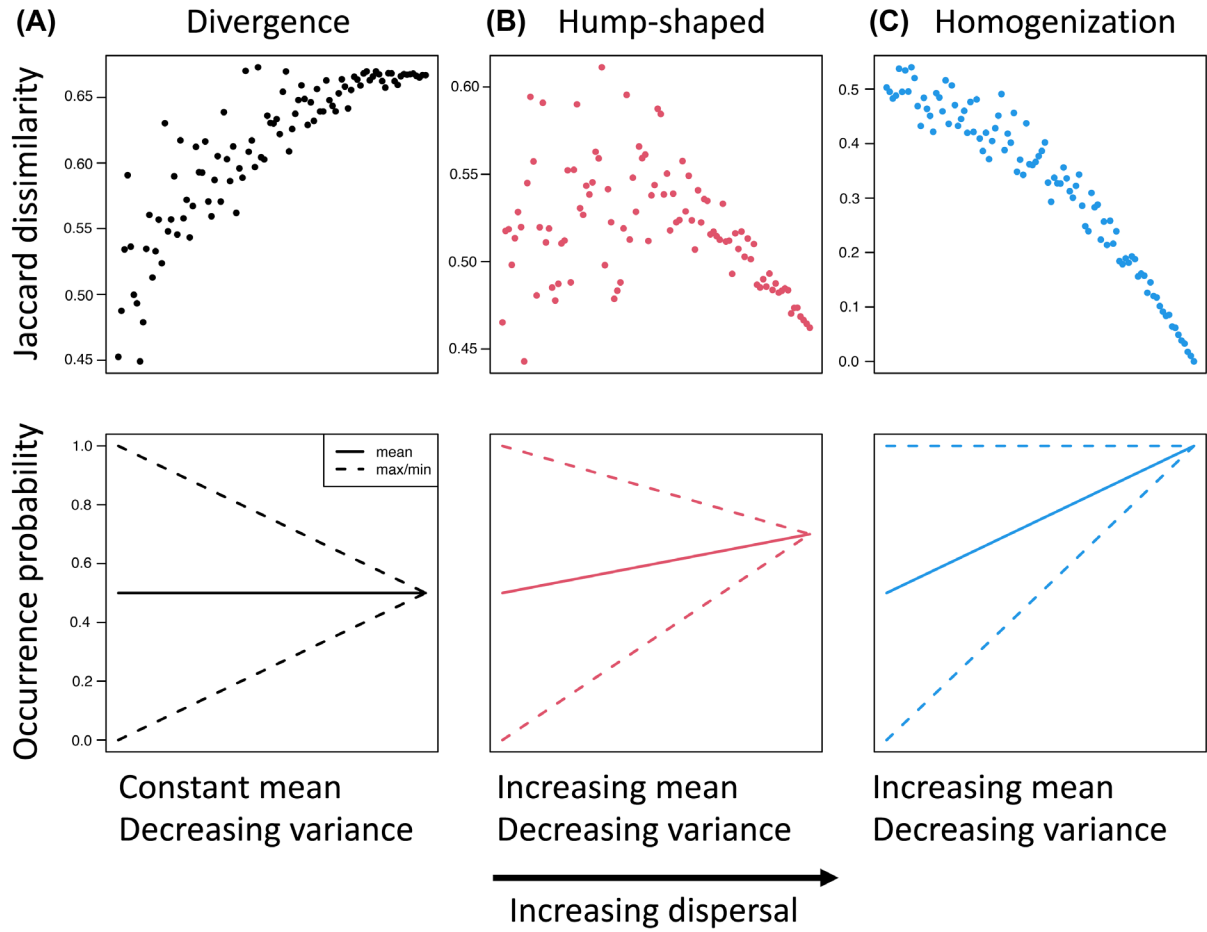 (A) Divergence (B) Hump-shaped (C) Homogenization
Jaccard dissimilarity
0.65
0.60
0.55
0.50
0.45
0.60
0.55
0.50
0.45
0.5
0.4
0.3
0.2
0.1
0.0
Occurrence probability
1.0
0.8
0.6
0.4
0.2
0.0
mean
max/min
Constant mean
Decreasing variance
Increasing mean
Decreasing variance
Increasing mean
Decreasing variance
Increasing dispersal